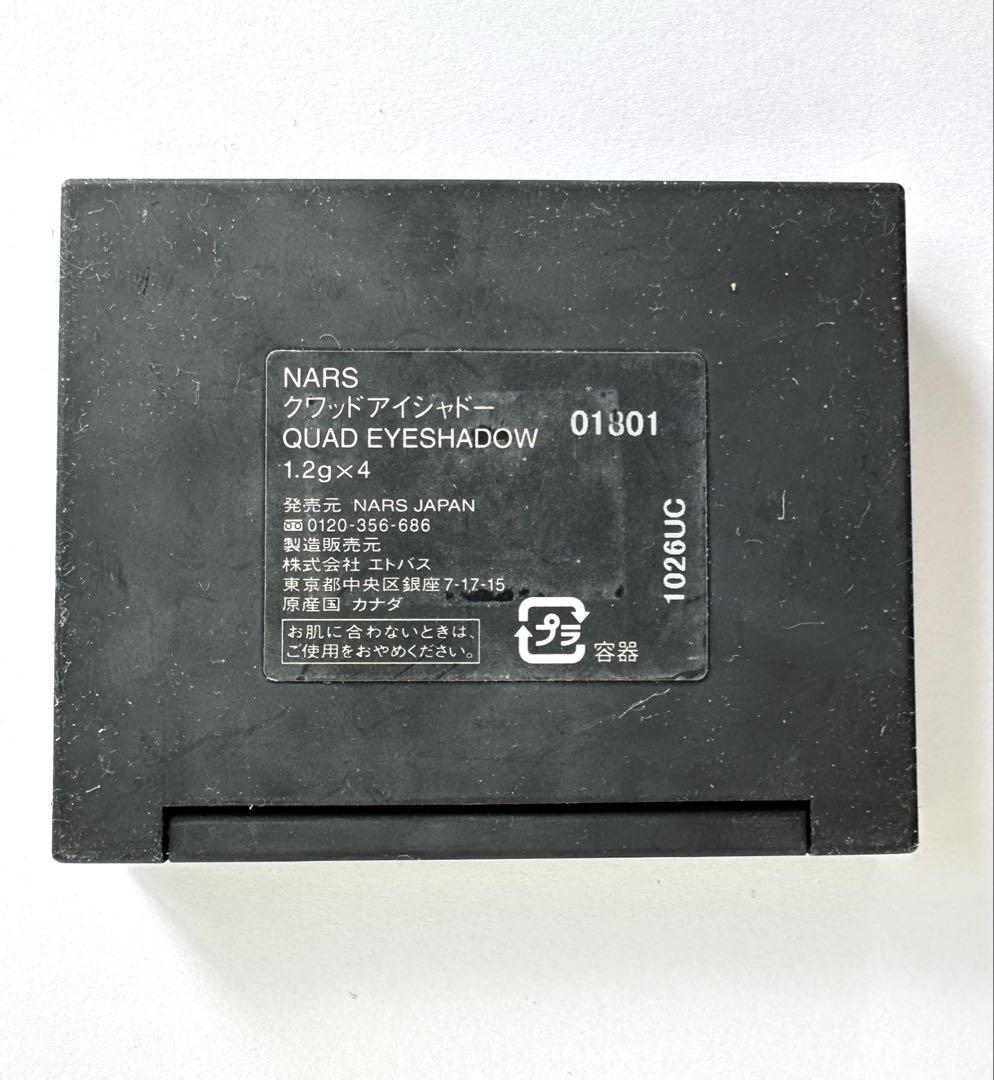 NARS
クワッドアイシャドー
QUAD EYESHADOW
01801
1.2g×4
発売元 NARS JAPAN
0120-356-686
製造販売元
株式会社 エトバス
東京都中央区銀座7-17-15
原産国 カナダ
お肌に合わないときは、
ご使用をおやめください。
プラ
容器
1026UC